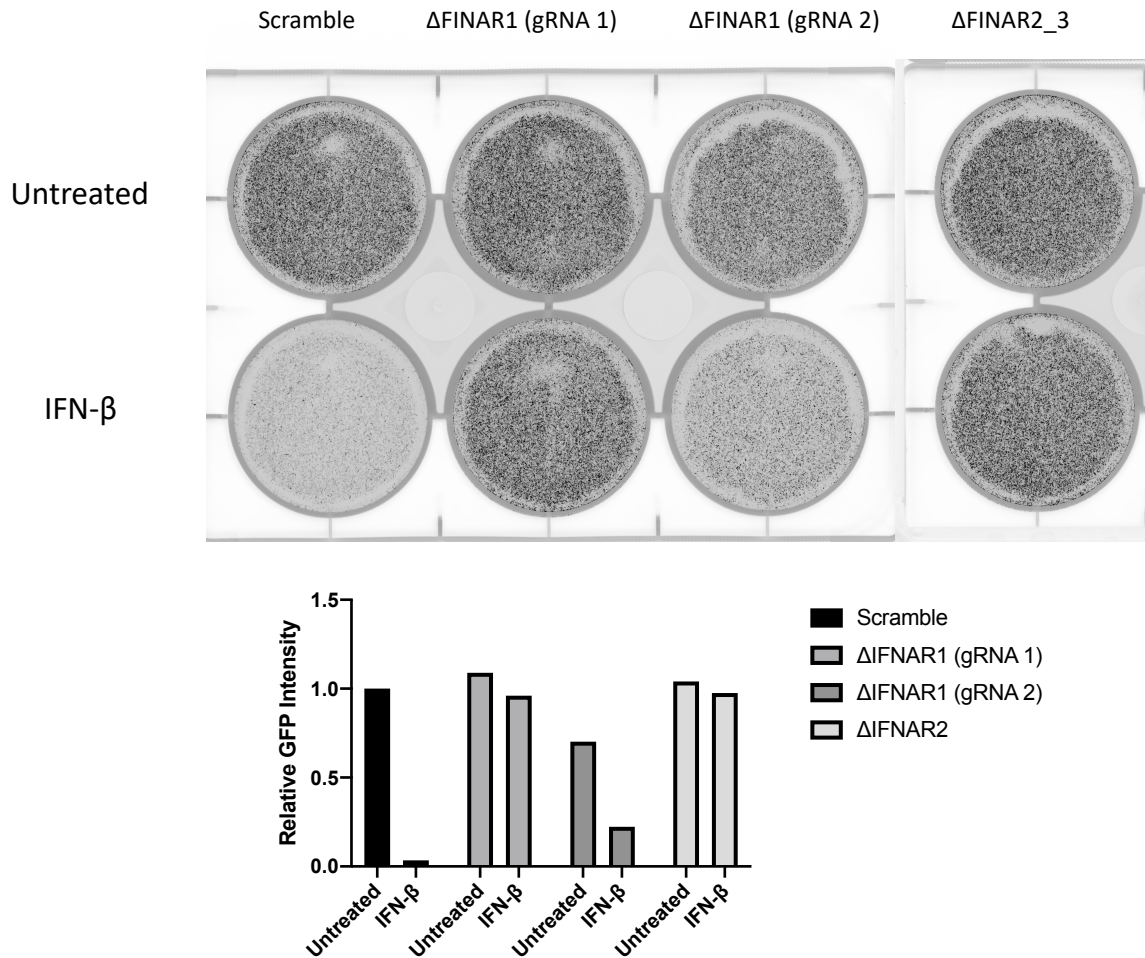 Scramble ΔFINAR1 (gRNA 1) ΔFINAR1 (gRNA 2) ΔFINAR2_3
Untreated
IFN-β
1.5
1.0
0.5
0.0
Relative GFP Intensity
Untreated IFN-β Untreated IFN-β Untreated IFN-β Untreated IFN-β
Scramble
ΔIFNAR1 (gRNA 1)
ΔIFNAR1 (gRNA 2)
ΔIFNAR2